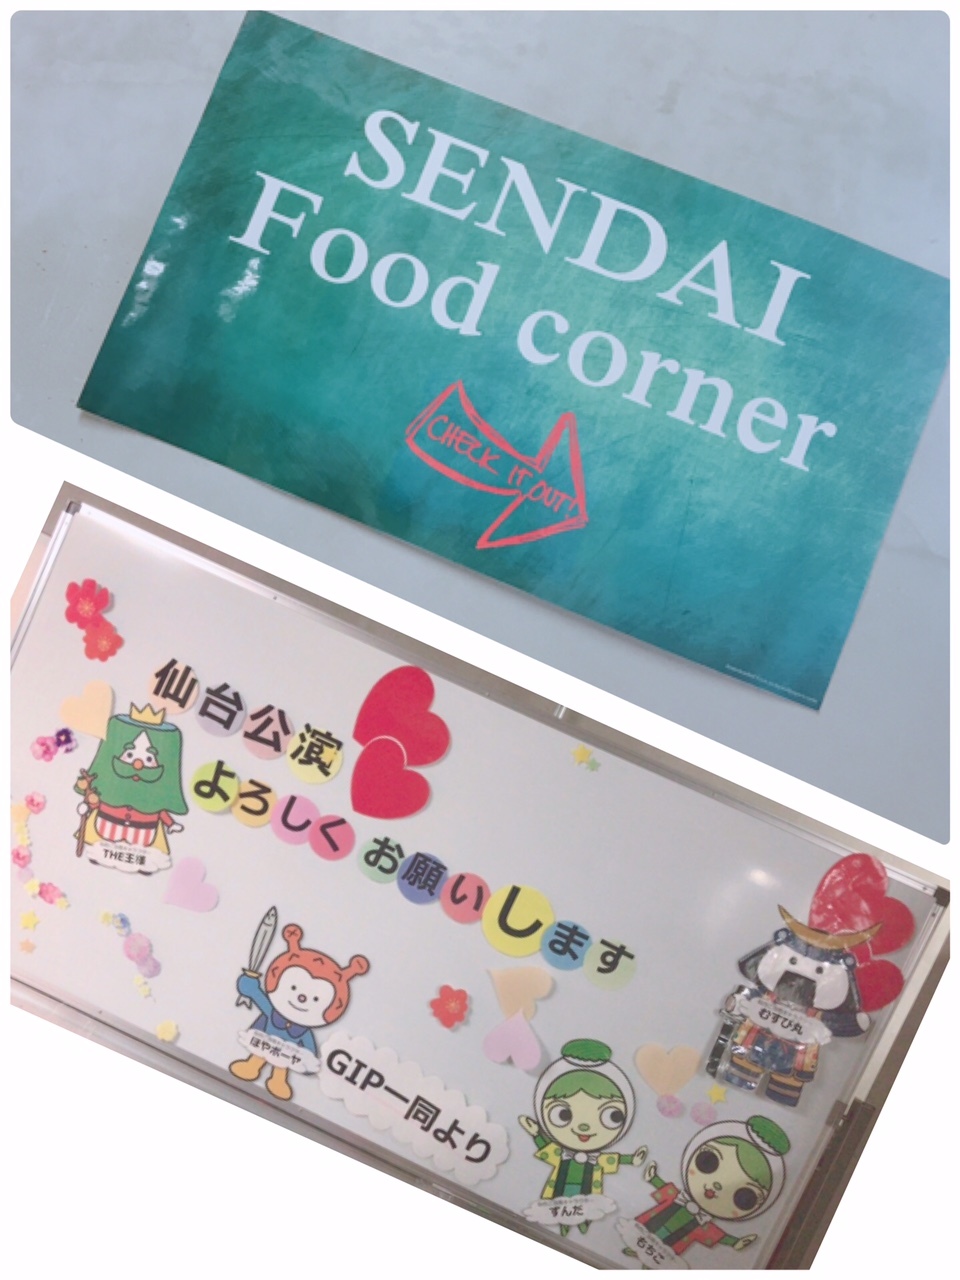 SENDAI
Food corner
CHECK IT OUT!
仙台公演
よろしくお願いします
THE王様
ほやボーヤ
GIP一同より
むすび丸
ずんだ
もちこ